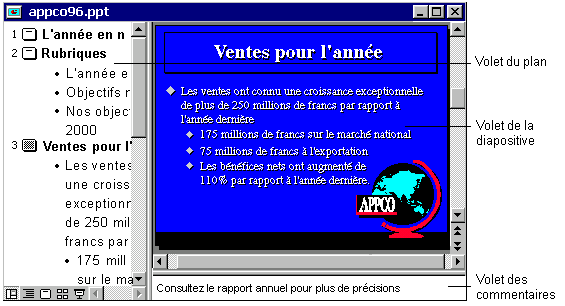 appco96.ppt
1 L'année en n
2 Rubriques
• L'année e
• Objectifs r
• Nos object
2000
3 Ventes pour l'
• Les ventes
une croiss
exceptionn
de 250 mil
francs par
• 175 mill
sur le ma
Ventes pour l'année
Les ventes ont connu une croissance exceptionnelle
de plus de 250 millions de francs par rapport à
l'année dernière
175 millions de francs sur le marché national
75 millions de francs à l'exportation
Les bénéfices nets ont augmenté de
110% par rapport à l'année dernière.
APPCO
Consultez le rapport annuel pour plus de précisions
Volet du plan
Volet de la
diapositive
Volet des
commentaires